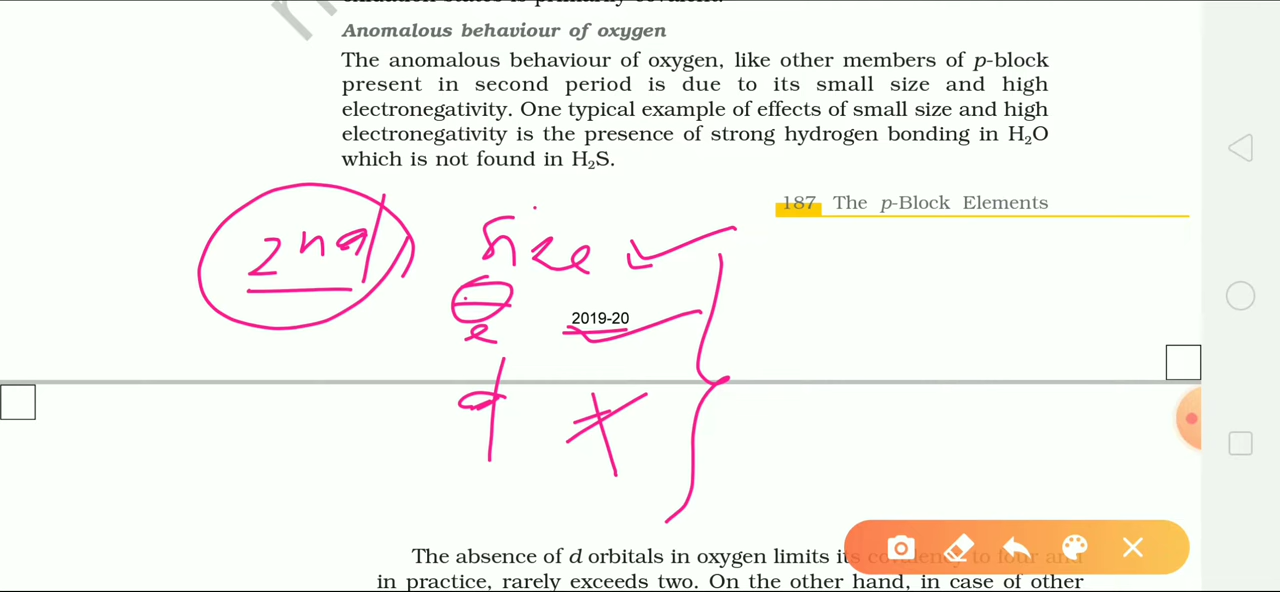 Anomalous behaviour of oxygen
The anomalous behaviour of oxygen, like other members of p-block
present in second period is due to its small size and high
electronegativity. One typical example of effects of small size and high
electronegativity is the presence of strong hydrogen bonding in H₂O
which is not found in H₂S.
187 The p-Block Elements
2nd
Size
e
2019-20
d
The absence of d orbitals in oxygen limits its covalency to four and
in practice, rarely exceeds two. On the other hand, in case of other